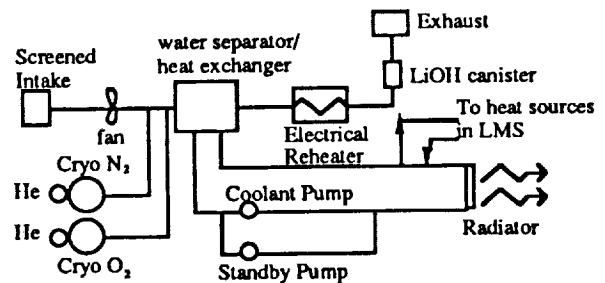 Exhaust
Screened
Intake
water separator/
heat exchanger
LiOH canister
fan
Electrical
Reheater
To heat sources
in LMS
Cryo N₂
He
Coolant Pump
He
Cryo O₂
Radiator
Standby Pump